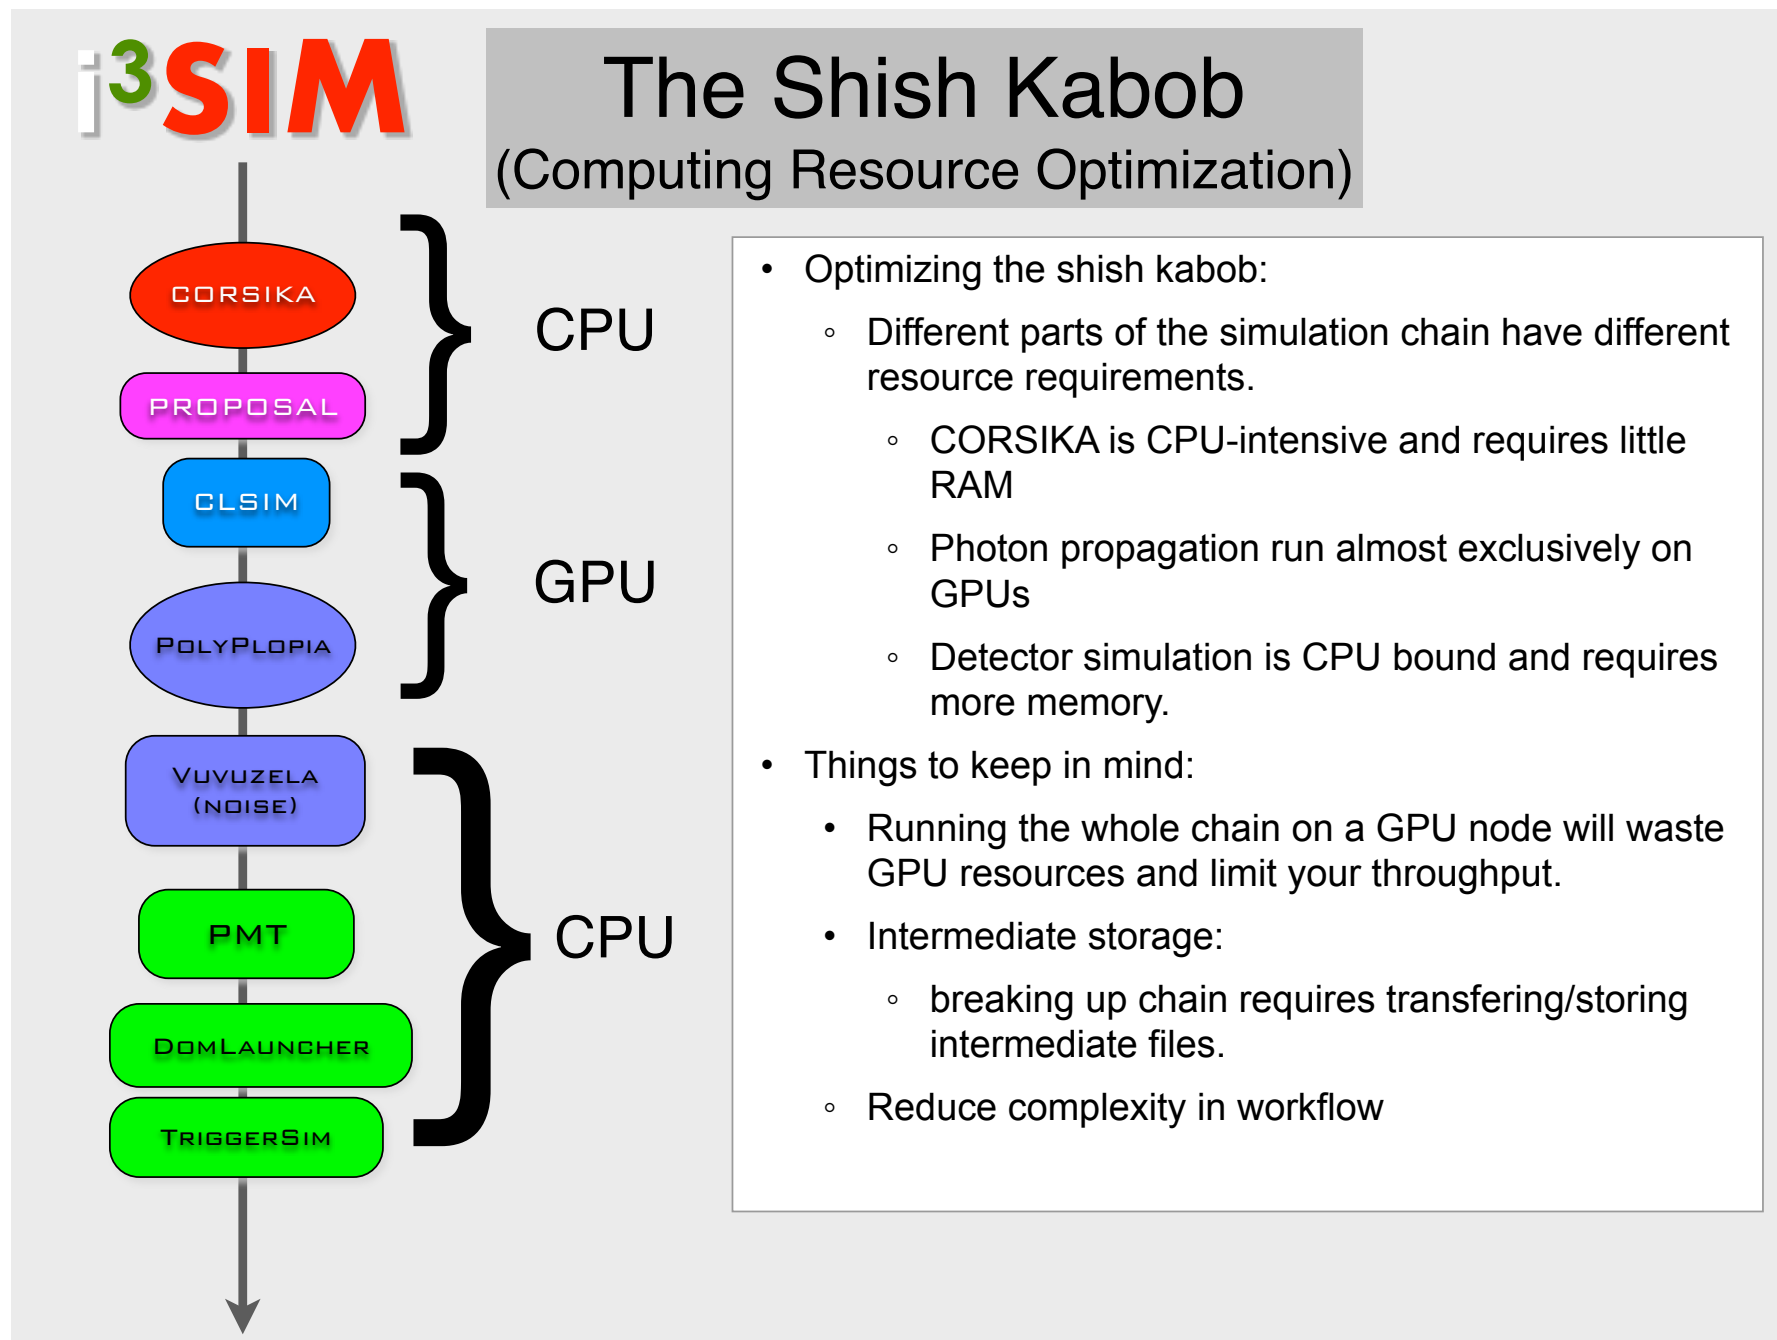 i3SIM
The Shish Kabob
(Computing Resource Optimization)
CORSIKA
PROPOSAL
CLSIM
PolyPlopia
Vuvuzela
(noise)
PMT
DomLauncher
TriggerSim
} CPU
} GPU
} CPU
• Optimizing the shish kabob:
◦ Different parts of the simulation chain have different
resource requirements.
◦ CORSIKA is CPU-intensive and requires little
RAM
◦ Photon propagation run almost exclusively on
GPUs
◦ Detector simulation is CPU bound and requires
more memory.
• Things to keep in mind:
• Running the whole chain on a GPU node will waste
GPU resources and limit your throughput.
• Intermediate storage:
◦ breaking up chain requires transfering/storing
intermediate files.
◦ Reduce complexity in workflow